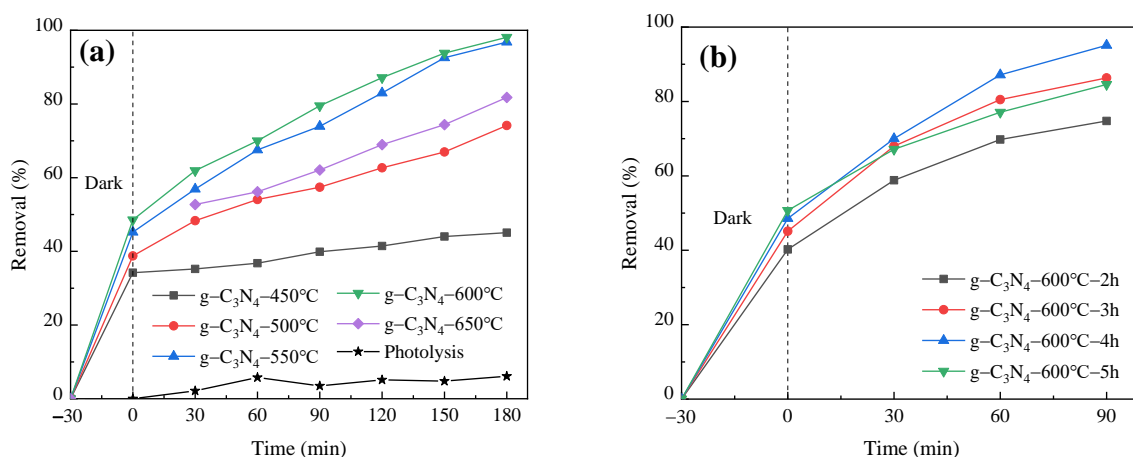 (a)
Removal (%)
100
80
60
40
20
0
Dark
g–C₃N₄–450°C
g–C₃N₄–500°C
g–C₃N₄–550°C
g–C₃N₄–600°C
g–C₃N₄–650°C
Photolysis
–30 0 30 60 90 120 150 180
Time (min)
(b)
Removal (%)
100
80
60
40
20
0
Dark
g–C₃N₄–600°C–2h
g–C₃N₄–600°C–3h
g–C₃N₄–600°C–4h
g–C₃N₄–600°C–5h
–30 0 30 60 90
Time (min)